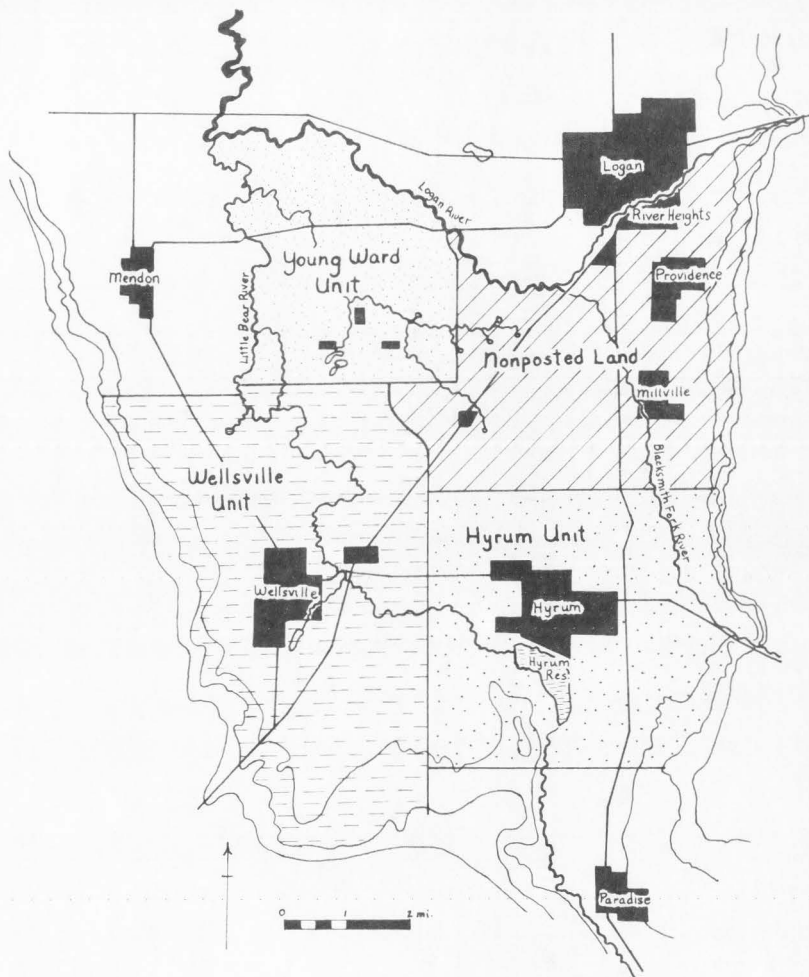 Logan
River Heights
Logan River
Mendon
Young Ward
Unit
Little Bear River
Providence
Nonposted Land
Millville
Blacksmith Fork River
Wellsville
Unit
Hyrum Unit
Wellsville
Hyrum
Hyrum
Res.
Paradise
0 1 2 mi.